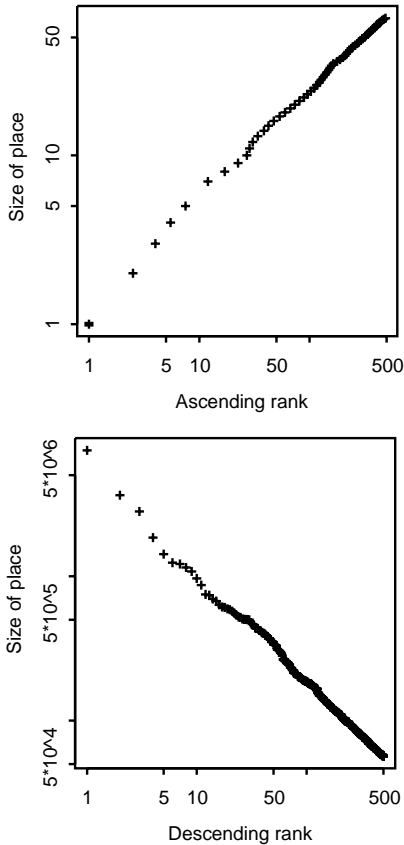 Size of place
50
10
5
1
1 5 10 50 500
Ascending rank
Size of place
5*10^6
5*10^5
5*10^4
1 5 10 50 500
Descending rank